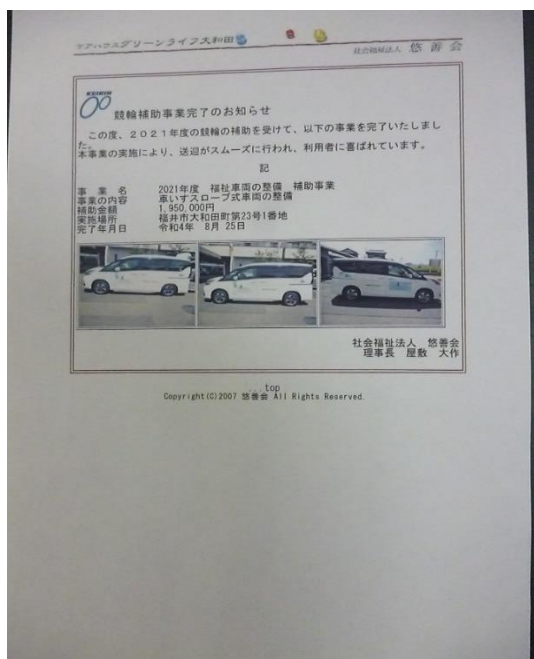 ケアハウスグリーンライフ大和田
社会福祉法人 悠善会
KEIRIN
競輪補助事業完了のお知らせ
この度、2021年度の競輪の補助を受けて、以下の事業を完了いたしまし
た。
本事業の実施により、送迎がスムーズに行われ、利用者に喜ばれています。
記
事 業 名 2021年度 福祉車両の整備 補助事業
事業の内容 車いすスロープ式車両の整備
補助金額 1,950,000円
実施場所 福井市大和田町第23号1番地
完了年月日 令和4年 8月 25日
社会福祉法人 悠善会
理事長 屋敷 大作
...top
Copyright(C)2007 悠善会 All Rights Reserved.